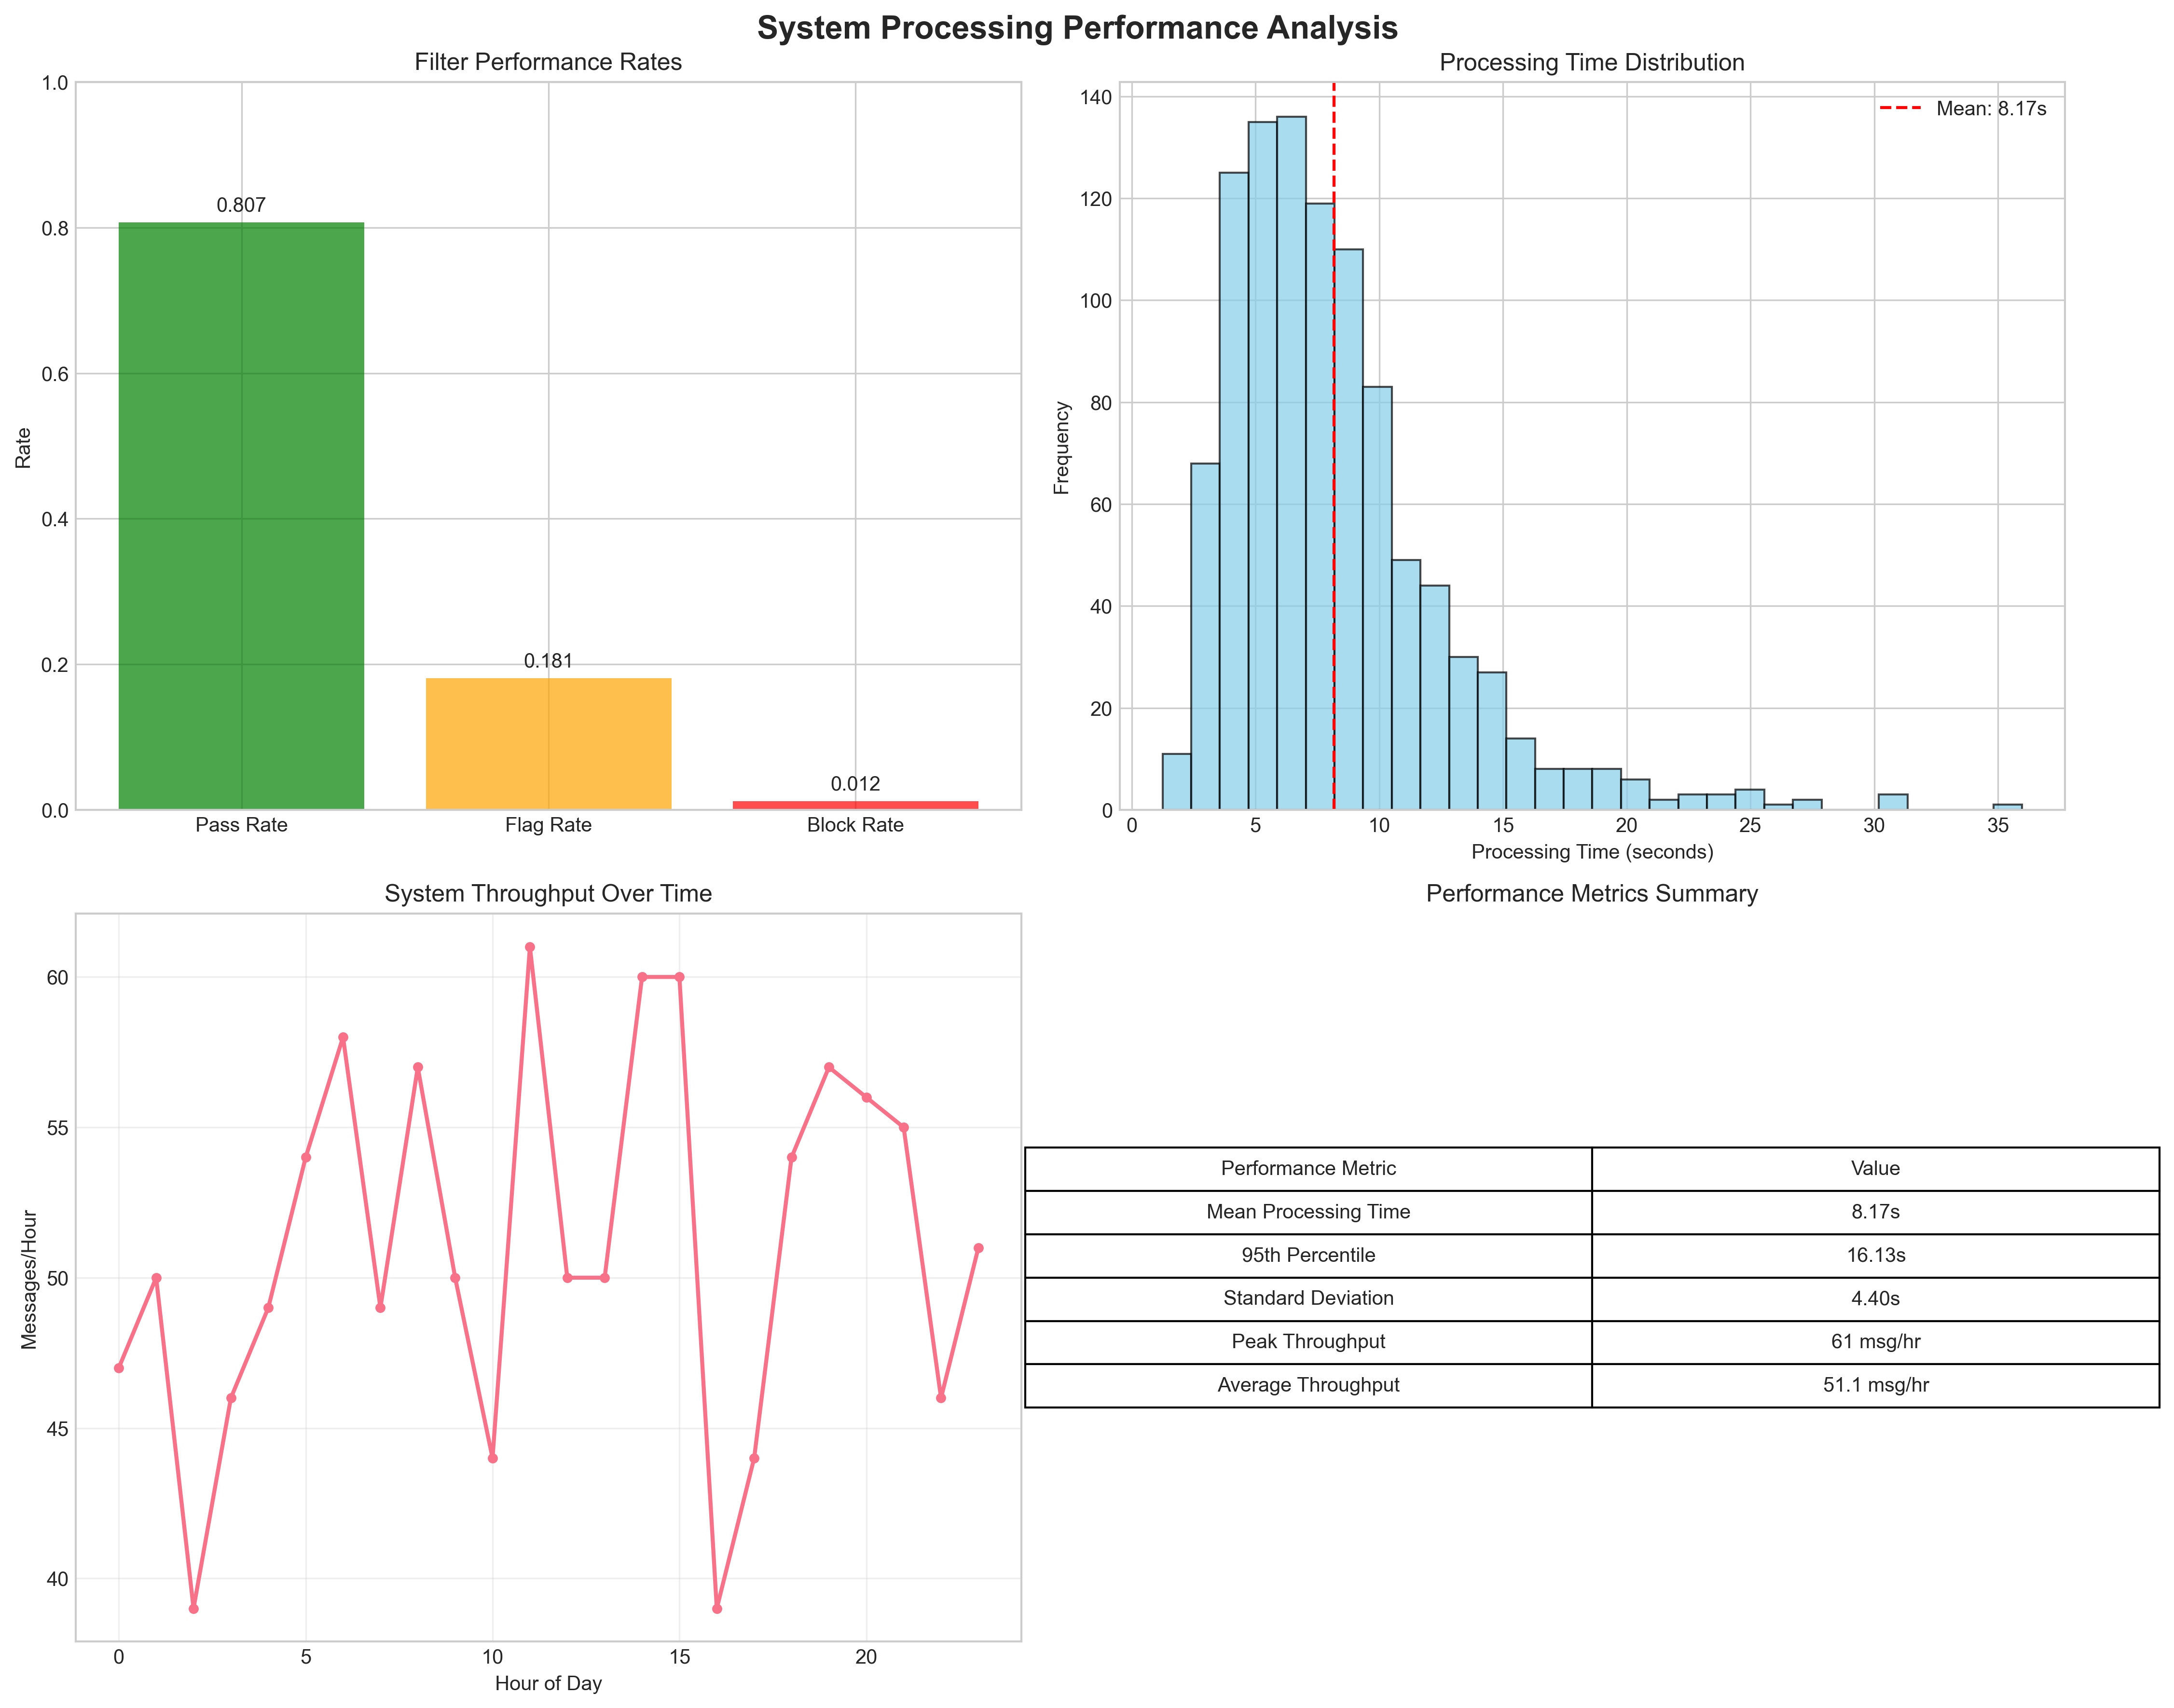 System Processing Performance Analysis
Filter Performance Rates
1.0
0.8
0.6
0.4
0.2
0.0
Rate
0.807
0.181
0.012
Pass Rate
Flag Rate
Block Rate
Processing Time Distribution
140
120
100
80
60
40
20
0
Frequency
Mean: 8.17s
0
5
10
15
20
25
30
35
Processing Time (seconds)
System Throughput Over Time
60
55
50
45
40
Messages/Hour
0
5
10
15
20
Hour of Day
Performance Metrics Summary
Performance Metric Value
Mean Processing Time 8.17s
95th Percentile 16.13s
Standard Deviation 4.40s
Peak Throughput 61 msg/hr
Average Throughput 51.1 msg/hr